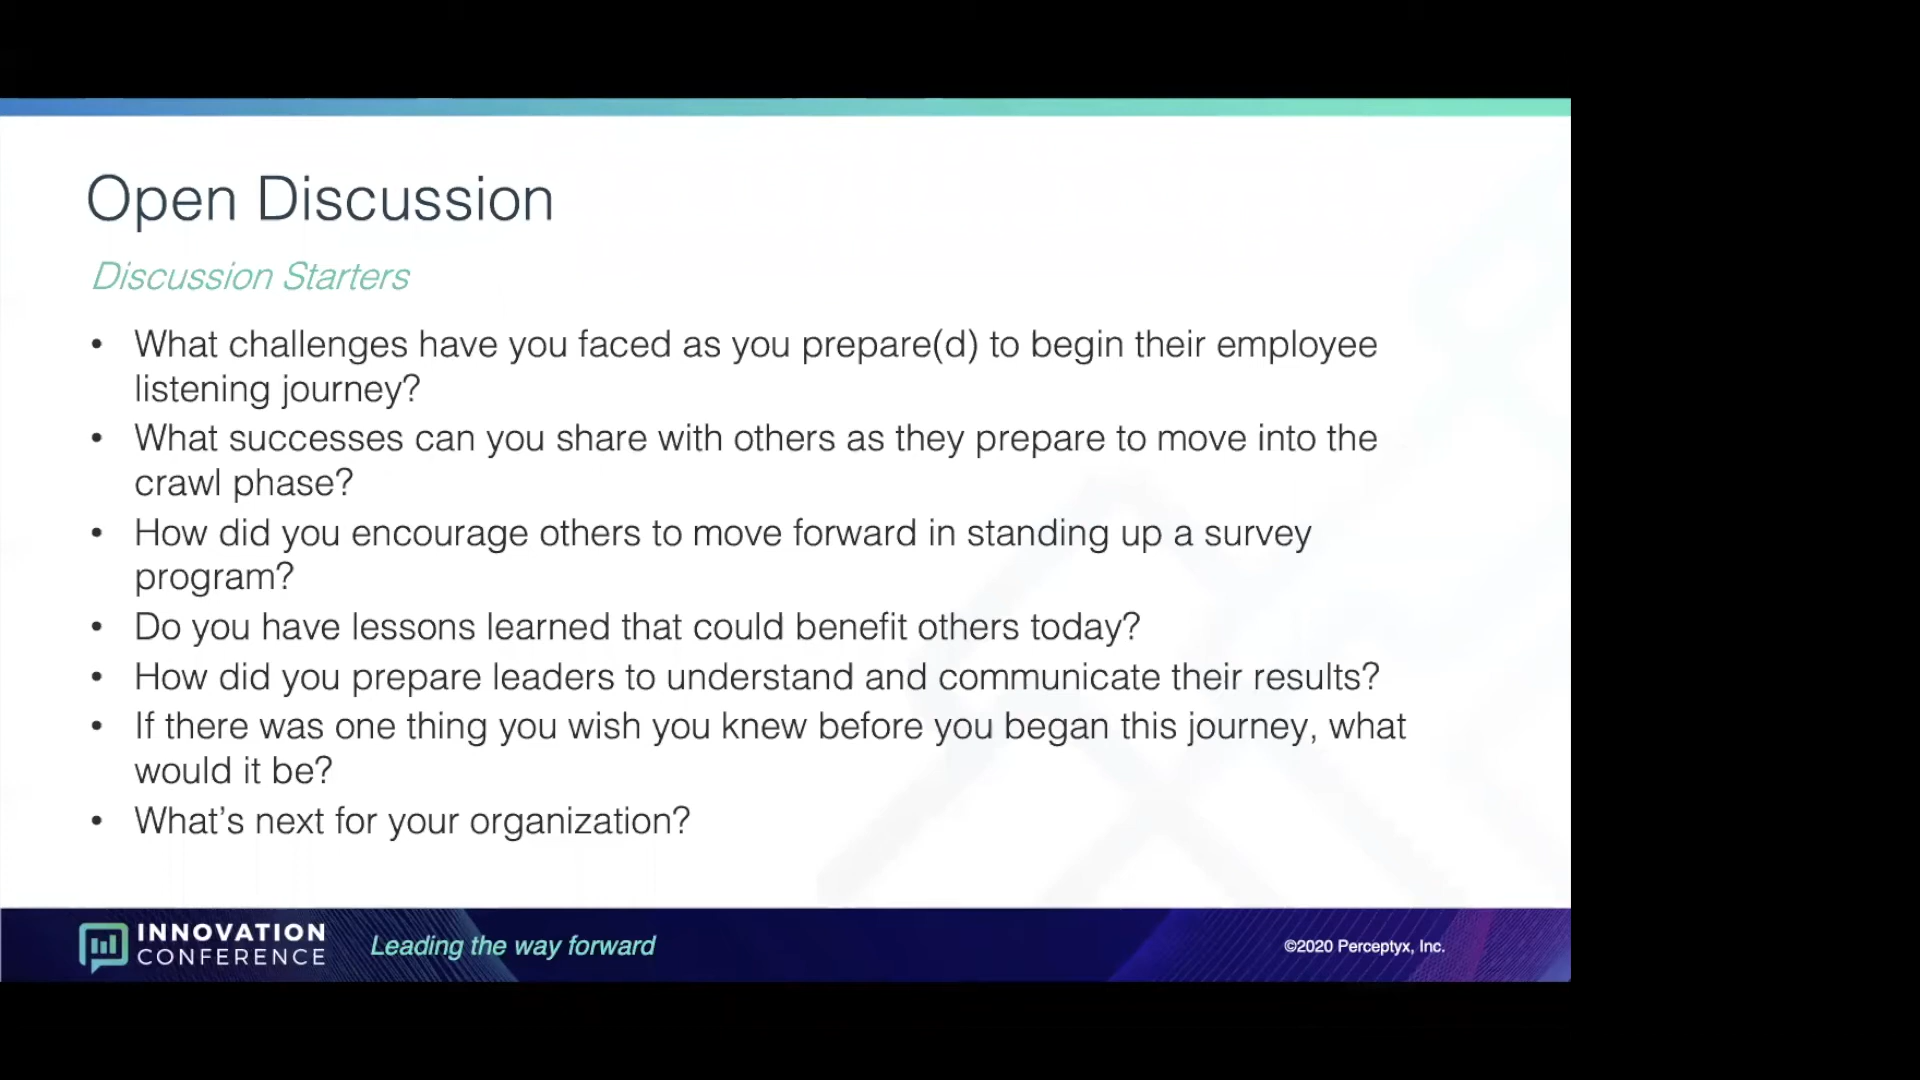 Open Discussion
Discussion Starters
• What challenges have you faced as you prepare(d) to begin their employee
listening journey?
• What successes can you share with others as they prepare to move into the
crawl phase?
• How did you encourage others to move forward in standing up a survey
program?
• Do you have lessons learned that could benefit others today?
• How did you prepare leaders to understand and communicate their results?
• If there was one thing you wish you knew before you began this journey, what
would it be?
• What’s next for your organization?
INNOVATION
CONFERENCE
Leading the way forward
©2020 Perceptyx, Inc.